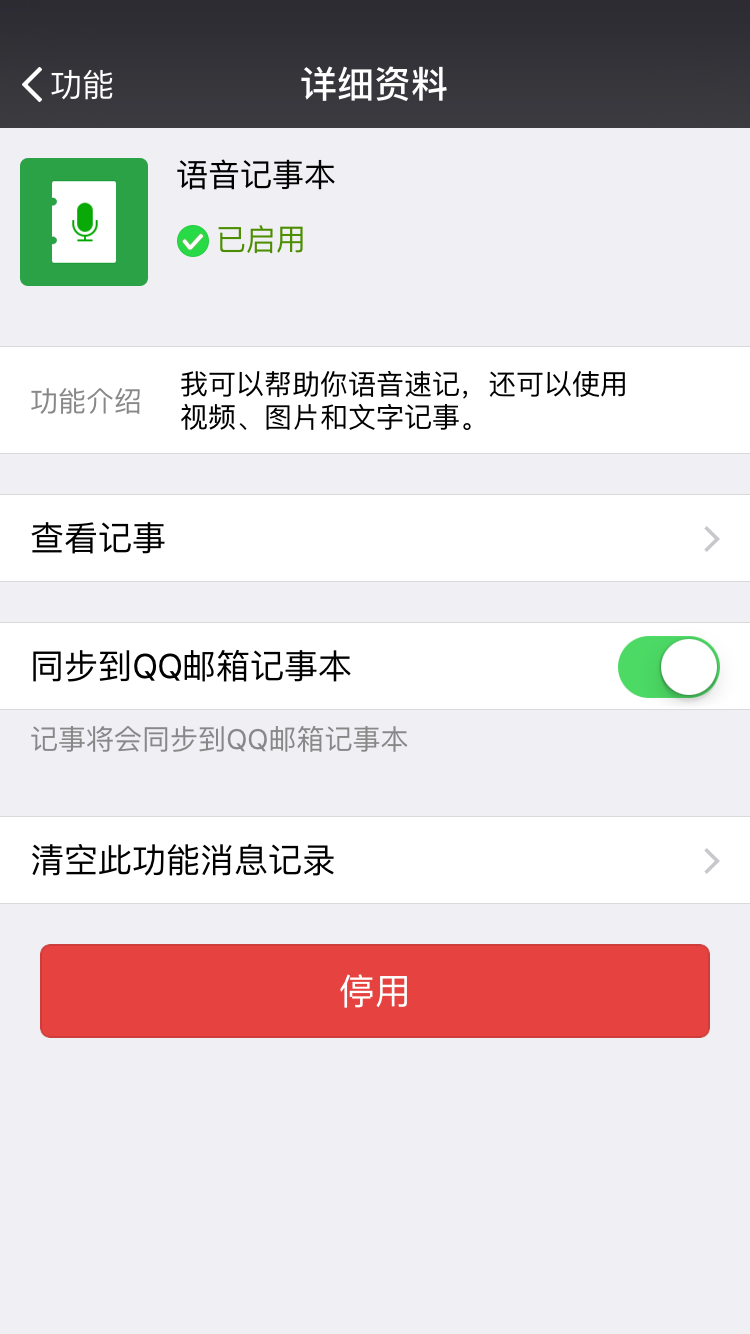 功能
详细资料
语音记事本
已启用
功能介绍
我可以帮助你语音速记，还可以使用
视频、图片和文字记事。
查看记事
同步到QQ邮箱记事本
记事将会同步到QQ邮箱记事本
清空此功能消息记录
停用